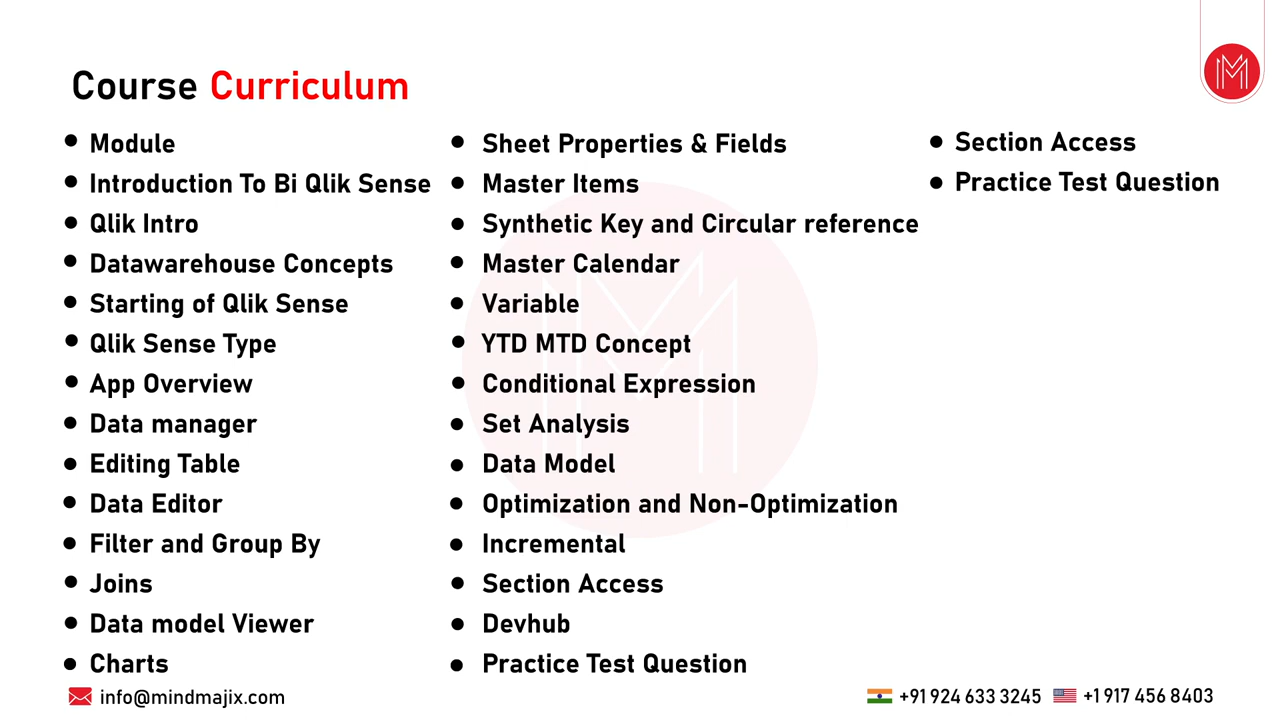 Course Curriculum
Module
Introduction To Bi Qlik Sense
Qlik Intro
Datawarehouse Concepts
Starting of Qlik Sense
Qlik Sense Type
App Overview
Data manager
Editing Table
Data Editor
Filter and Group By
Joins
Data model Viewer
Charts
Sheet Properties & Fields
Master Items
Synthetic Key and Circular reference
Master Calendar
Variable
YTD MTD Concept
Conditional Expression
Set Analysis
Data Model
Optimization and Non-Optimization
Incremental
Section Access
Devhub
Practice Test Question
Section Access
Practice Test Question
info@mindmajix.com
+91 924 633 3245
+1 917 456 8403